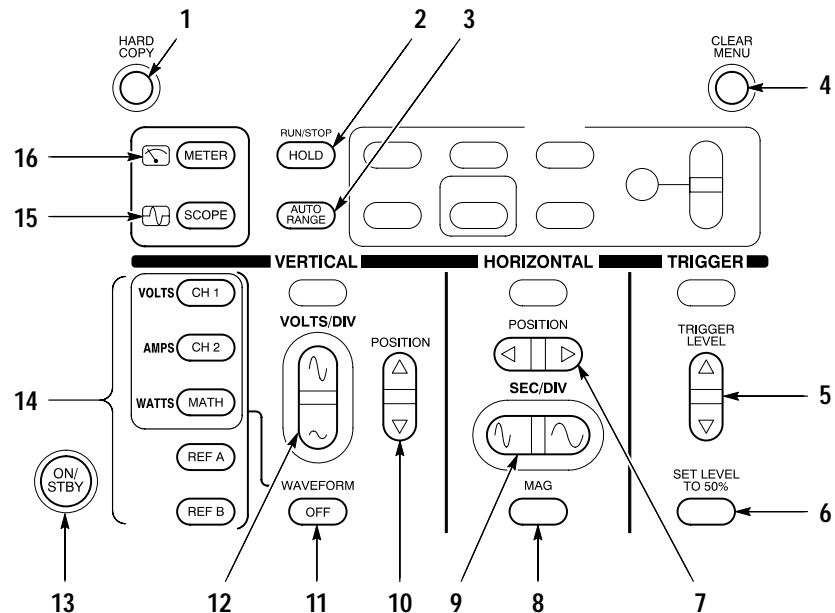 1
2
3
HARD
COPY
CLEAR
MENU
4
RUN/STOP
HOLD
16
METER
15
SCOPE
AUTO
RANGE
VERTICAL
HORIZONTAL
TRIGGER
VOLTS
CH 1
VOLTS/DIV
POSITION
POSITION
TRIGGER
LEVEL
AMPS
CH 2
SEC/DIV
14
WATTS
MATH
5
REF A
ON/
STBY
WAVEFORM
OFF
MAG
SET LEVEL
TO 50%
REF B
6
13
12
11
10
9
8
7